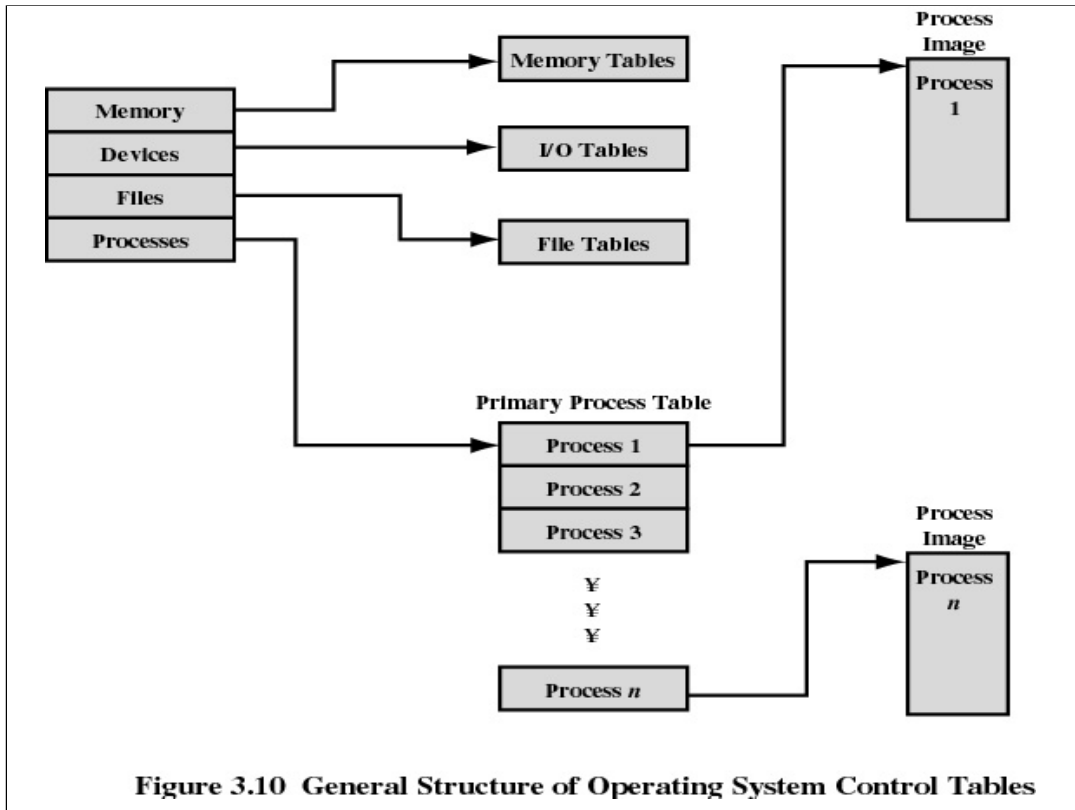 Memory
Devices
Files
Processes
Memory Tables
I/O Tables
File Tables
Primary Process Table
Process 1
Process 2
Process 3
¥
¥
¥
Process n
Process
Image
Process
1
Process
Image
Process
n
Figure 3.10 General Structure of Operating System Control Tables